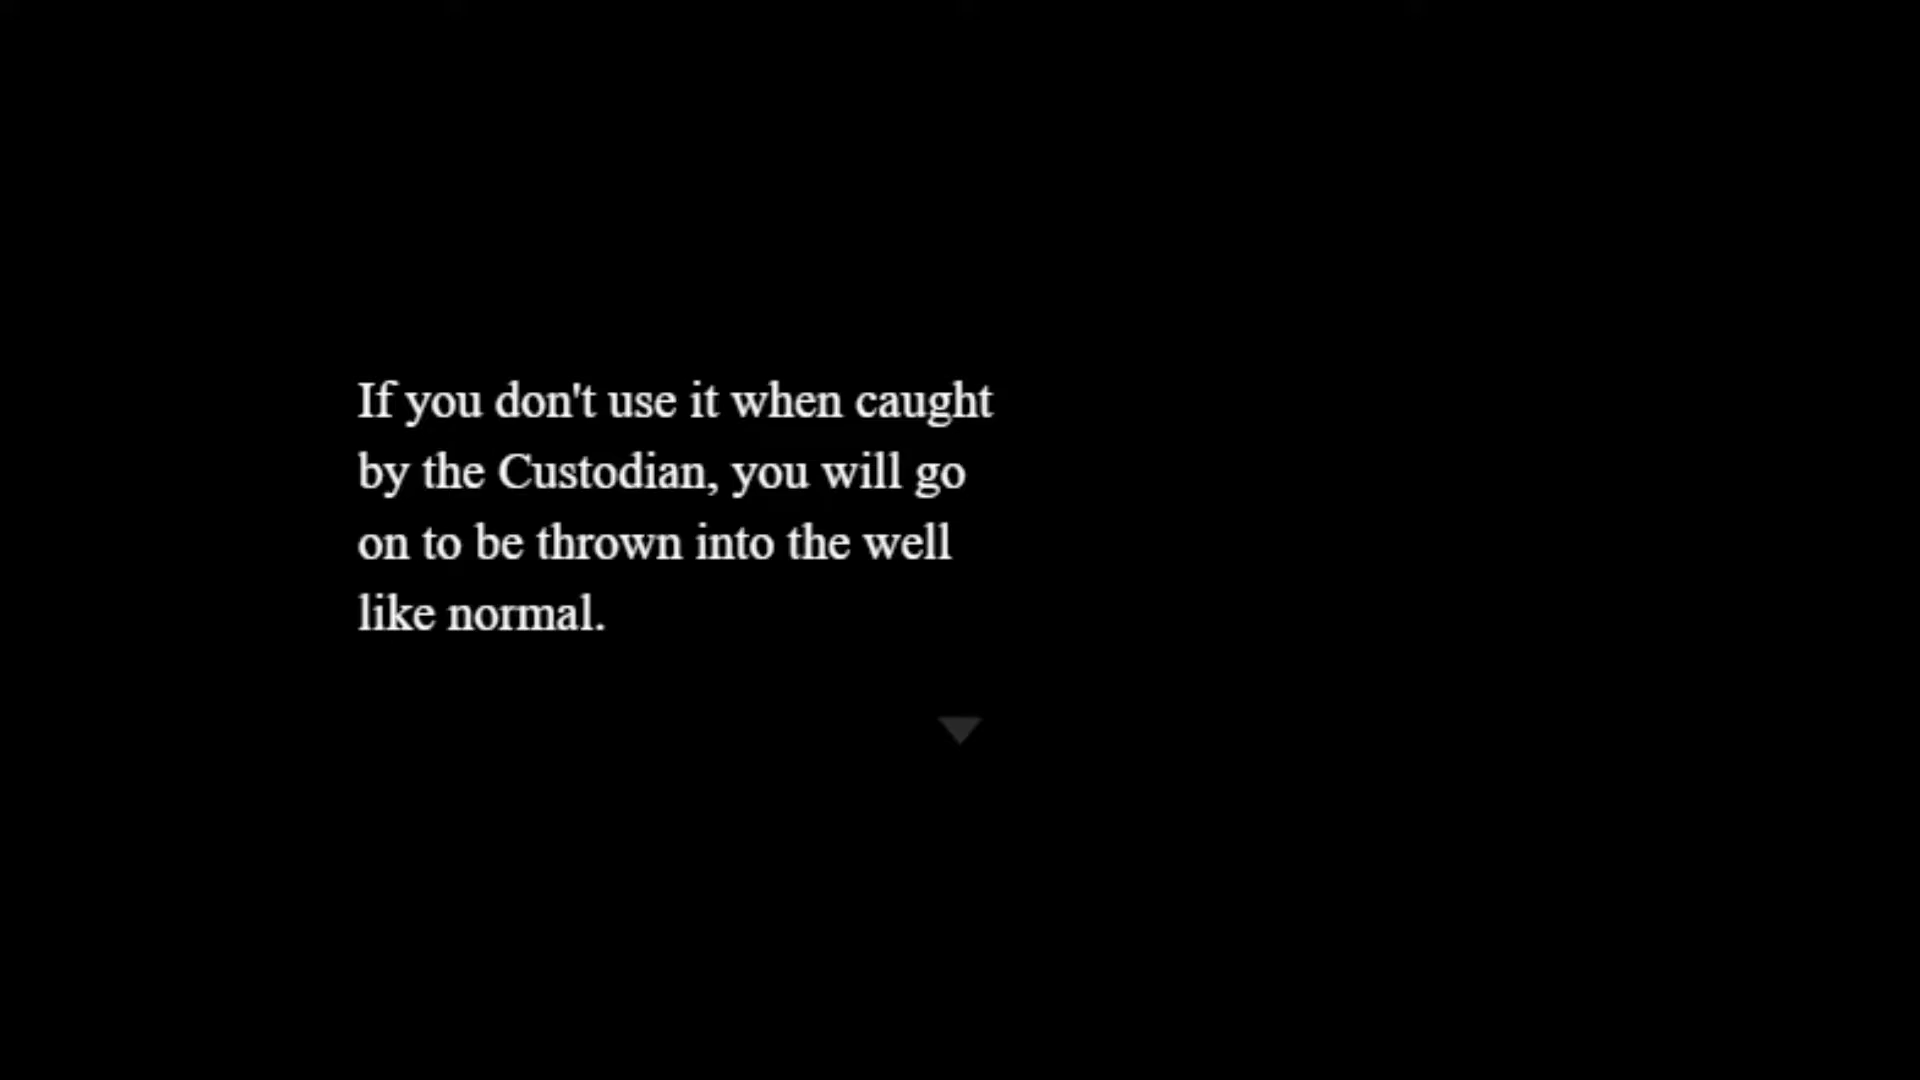 If you don't use it when caught
by the Custodian, you will go
on to be thrown into the well
like normal.